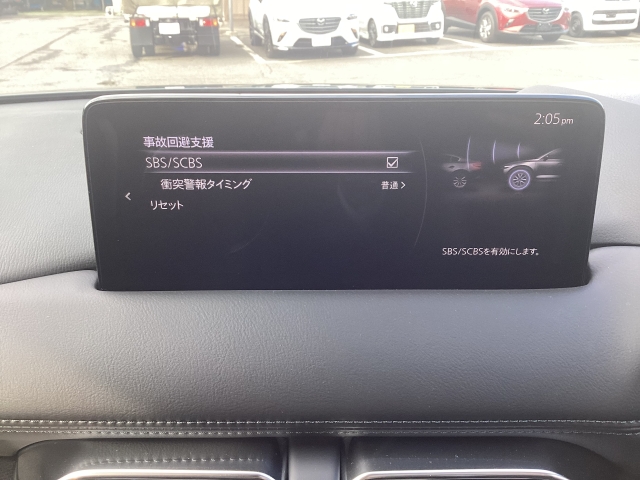 2:05pm
事故回避支援
SBS/SCBS
衝突警報タイミング 普通
リセット
SBS/SCBSを有効にします。